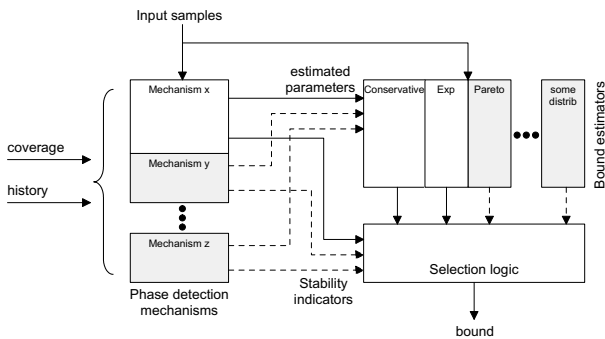 Input samples
Mechanism x
estimated
parameters
Conservative
Exp
Pareto
some
distrib
Bound estimators
coverage
Mechanism y
history
Mechanism z
Selection logic
Phase detection
mechanisms
Stability
indicators
bound